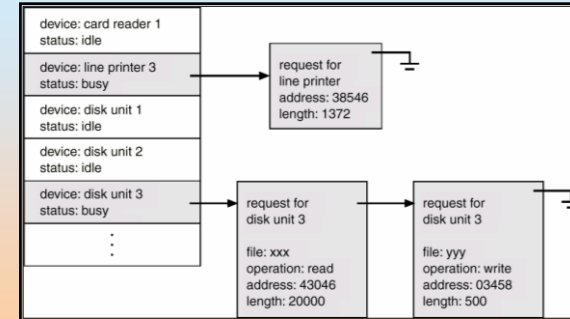 device: card reader 1
status: idle
device: line printer 3
status: busy
device: disk unit 1
status: idle
device: disk unit 2
status: idle
device: disk unit 3
status: busy
request for
line printer
address: 38546
length: 1372
request for
disk unit 3
file: xxx
operation: read
address: 43046
length: 20000
request for
disk unit 3
file: yyy
operation: write
address: 03458
length: 500